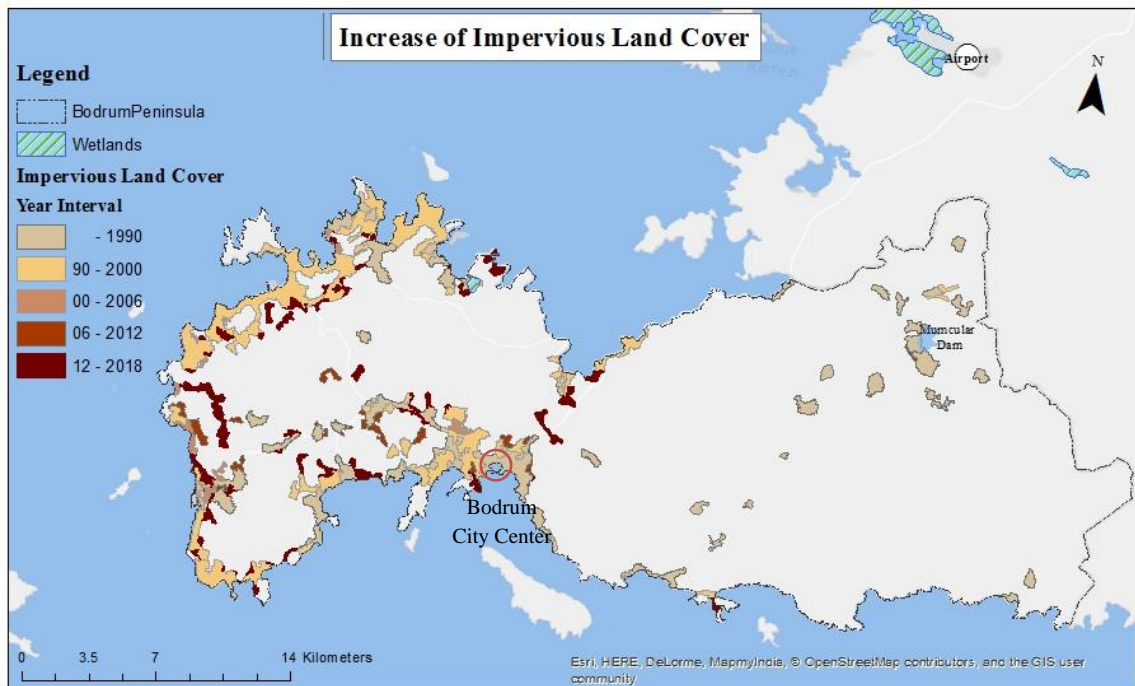 Increase of Impervious Land Cover
Legend
BodrumPeninsula
Wetlands
Impervious Land Cover
Year Interval
- 1990
90 - 2000
00 - 2006
06 - 2012
12 - 2018
Airport
N
Mumcular
Dam
Bodrum
City Center
0 3.5 7 14 Kilometers
Esri, HERE, DeLorme, MapmyIndia, © OpenStreetMap contributors, and the GIS user
community